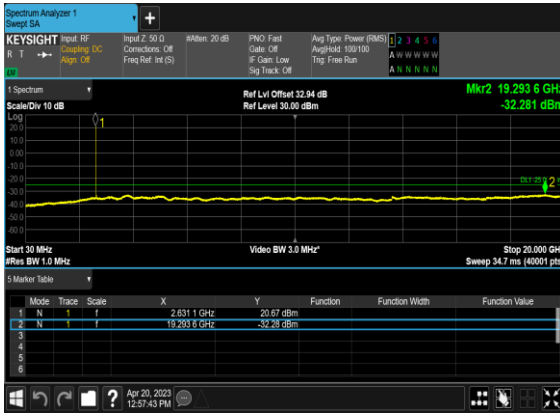 Spectrum Analyzer 1
Swept SA
+
KEYSIGHT Input: RF Input Z: 50 Ω #Atten: 20 dB PNO: Fast Avg Type: Power (RMS) 1 2 3 4 5 6
R T Coupling: DC Corrections: Off Gate: Off Avg|Hold: 100/100 A W W W W W
Align: Off Freq Ref: Int (S) IF Gain: Low Trig: Free Run
Sig Track: Off A N N N N N
1 Spectrum Ref Lvl Offset 32.94 dB Mkr2 19.293 6 GHz
Scale/Div 10 dB Ref Level 30.00 dBm -32.281 dBm
Log
1
20.0
10.0
0.00
-10.0
-20.0
2
-30.0
-40.0
-50.0
-60.0
Start 30 MHz Video BW 3.0 MHz* Stop 20.000 GHz
#Res BW 1.0 MHz Sweep 34.7 ms (40001 pts)
5 Marker Table
Mode Trace Scale X Y Function Function Width Function Value
1 N 1 f 2.631 1 GHz 20.67 dBm
2 N 1 f 19.293 6 GHz -32.28 dBm
3
4
5
6
? Apr 20, 2023
12:57:43 PM